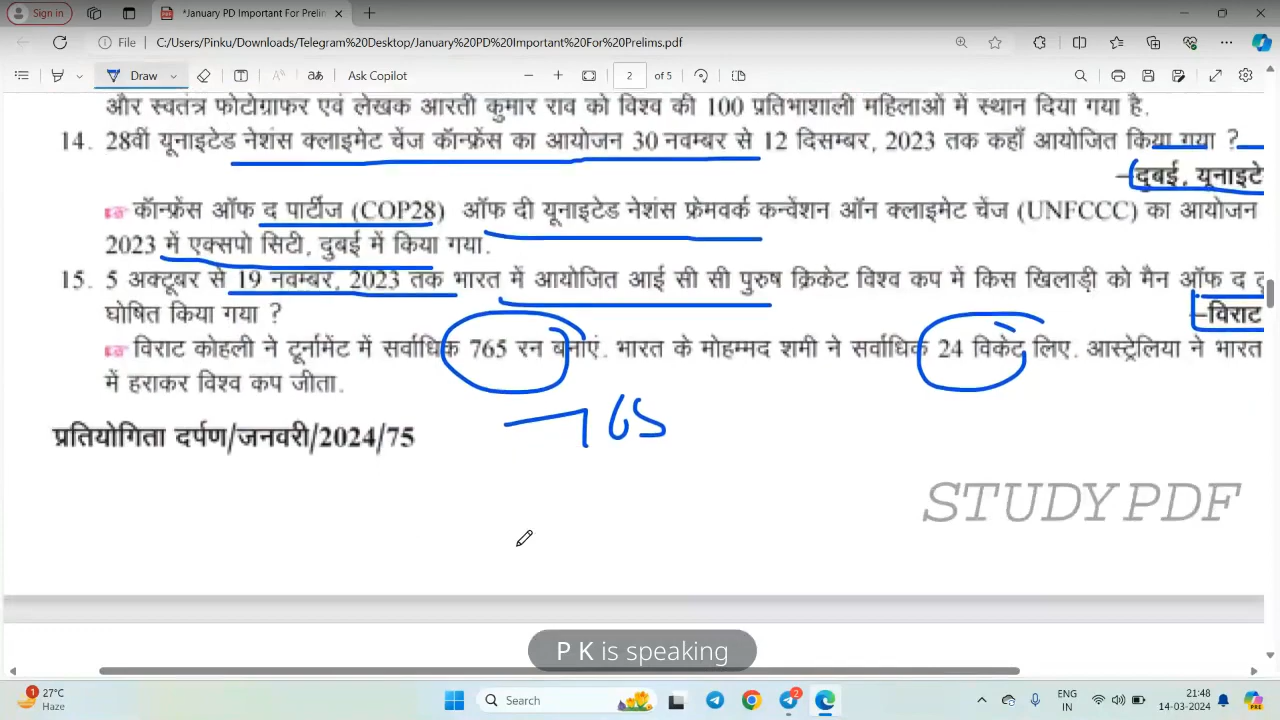 Sign in
*January PD Important For Prelim
File C:/Users/Pinku/Downloads/Telegram%20Desktop/January%20PD%20Important%20For%20Prelims.pdf
Draw Ask Copilot 2 of 5
और स्वतंत्र फोटोग्राफर एवं लेखक आरती कुमार राव को विश्व की 100 प्रतिभाशाली महिलाओं में स्थान दिया गया है.
14. 28वीं यूनाइटेड नेशंस क्लाइमेट चेंज कॉन्फ्रेंस का आयोजन 30 नवम्बर से 12 दिसम्बर, 2023 तक कहाँ आयोजित किया गया ?
–दुबई, यूनाइटे
☞ कॉन्फ्रेंस ऑफ द पार्टीज (COP28) ऑफ दी यूनाइटेड नेशंस फ्रेमवर्क कन्वेंशन ऑन क्लाइमेट चेंज (UNFCCC) का आयोजन
2023 में एक्सपो सिटी, दुबई में किया गया.
15. 5 अक्टूबर से 19 नवम्बर, 2023 तक भारत में आयोजित आई सी सी पुरुष क्रिकेट विश्व कप में किस खिलाड़ी को मैन ऑफ द टू
घोषित किया गया ?
–विराट
☞ विराट कोहली ने टूर्नामेंट में सर्वाधिक 765 रन बनाएं. भारत के मोहम्मद शमी ने सर्वाधिक 24 विकेट लिए. आस्ट्रेलिया ने भारत
में हराकर विश्व कप जीता.
765
प्रतियोगिता दर्पण/जनवरी/2024/75
STUDY PDF
P K is speaking
1 27°C
Haze
Search
2
ENG
IN
21:48
14-03-2024
PRE